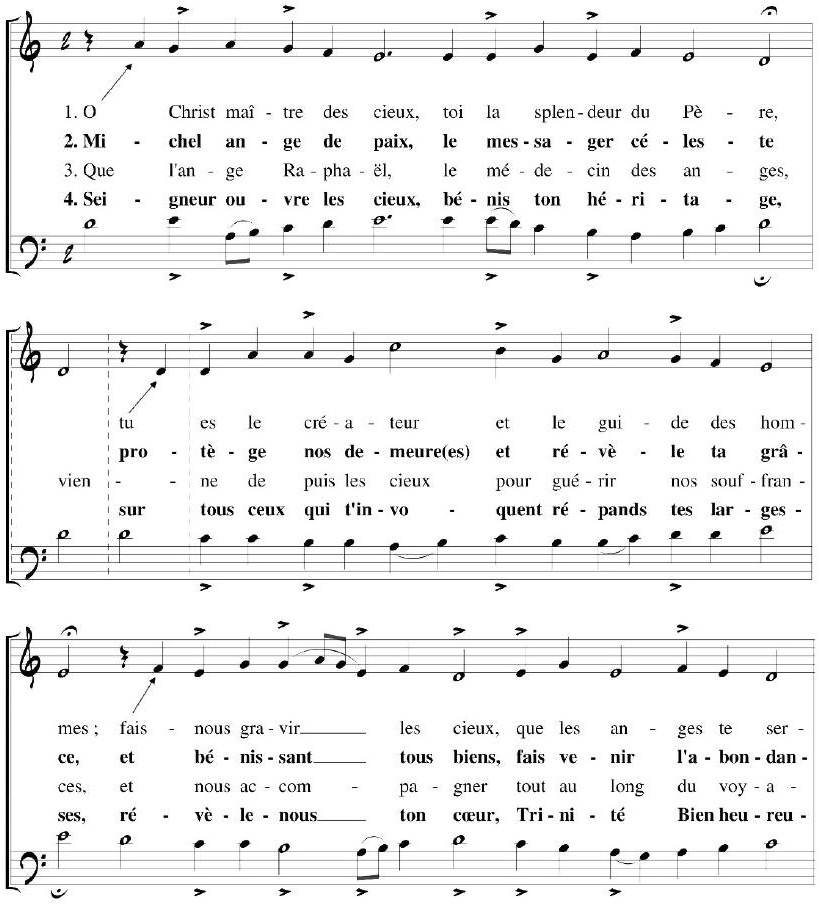 1. O Christ maî - tre des cieux, toi la splen - deur du Pè - re,
2. Mi - chel an - ge de paix, le mes - sa - ger cé - les - te
3. Que l'an - ge Ra - pha - ël, le mé - de - cin des an - ges,
4. Sei - gneur ou - vre les cieux, bé - nis ton hé - ri - ta - ge,
tu es le cré - a - teur et le gui - de des hom -
pro - tè - ge nos de - meure(es) et ré - vè - le ta grâ -
vien - - ne de puis les cieux pour gué - rir nos souf - fran -
sur tous ceux qui t'in - vo - quent ré - pands tes lar - ges -
mes ; fais - nous gra - vir les cieux, que les an - ges te ser -
ce, et bé - nis - sant tous biens, fais ve - nir l'a - bon - dan -
ces, et nous ac - com - pa - gner tout au long du voy - a -
ses, ré - vè - le - nous ton cœur, Tri - ni - té Bien heu - reu -